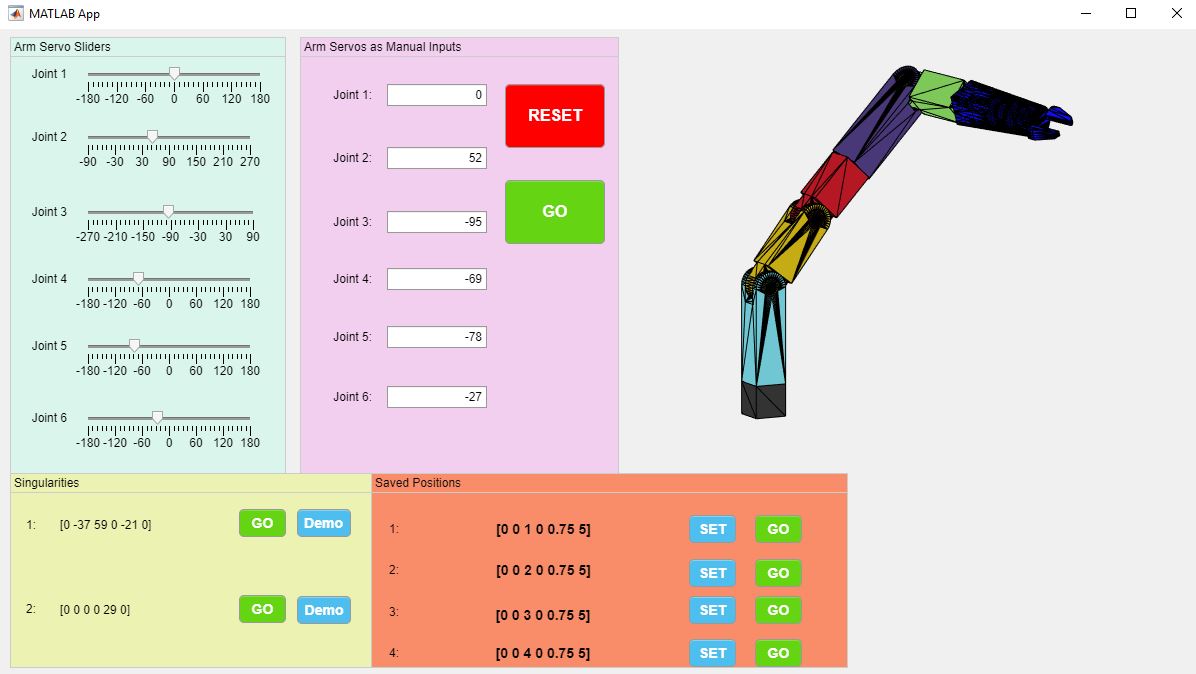 MATLAB App
Arm Servo Sliders
Joint 1
-180 -120 -60 0 60 120 180
Joint 2
-90 -30 30 90 150 210 270
Joint 3
-270 -210 -150 -90 -30 30 90
Joint 4
-180 -120 -60 0 60 120 180
Joint 5
-180 -120 -60 0 60 120 180
Joint 6
-180 -120 -60 0 60 120 180
Arm Servos as Manual Inputs
Joint 1: 0
Joint 2: 52
Joint 3: -95
Joint 4: -69
Joint 5: -78
Joint 6: -27
RESET
GO
Singularities
1: [0 -37 59 0 -21 0] GO Demo
2: [0 0 0 0 29 0] GO Demo
Saved Positions
1: [0 0 1 0 0.75 5] SET GO
2: [0 0 2 0 0.75 5] SET GO
3: [0 0 3 0 0.75 5] SET GO
4: [0 0 4 0 0.75 5] SET GO